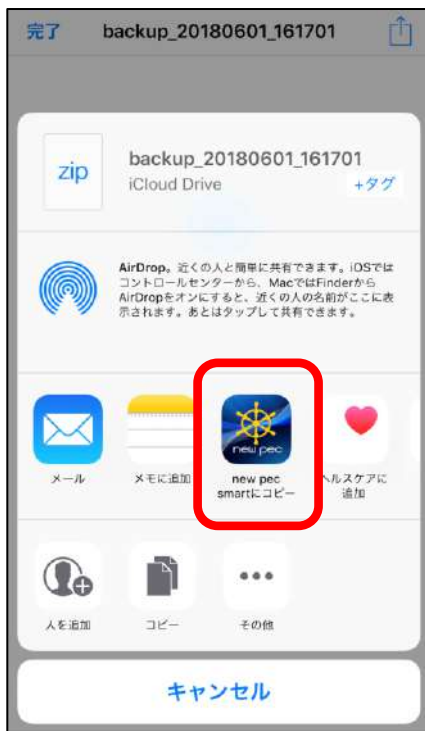 完了 backup_20180601_161701
zip
backup_20180601_161701
iCloud Drive
+タグ
AirDrop。近くの人と簡単に共有できます。iOSでは
コントロールセンターから、MacではFinderから
AirDropをオンにすると、近くの人の名前がここに表
示されます。あとはタップして共有できます。
new pec
メール
メモに追加
new pec
smartにコピー
ヘルスケアに
追加
人を追加
コピー
その他
キャンセル